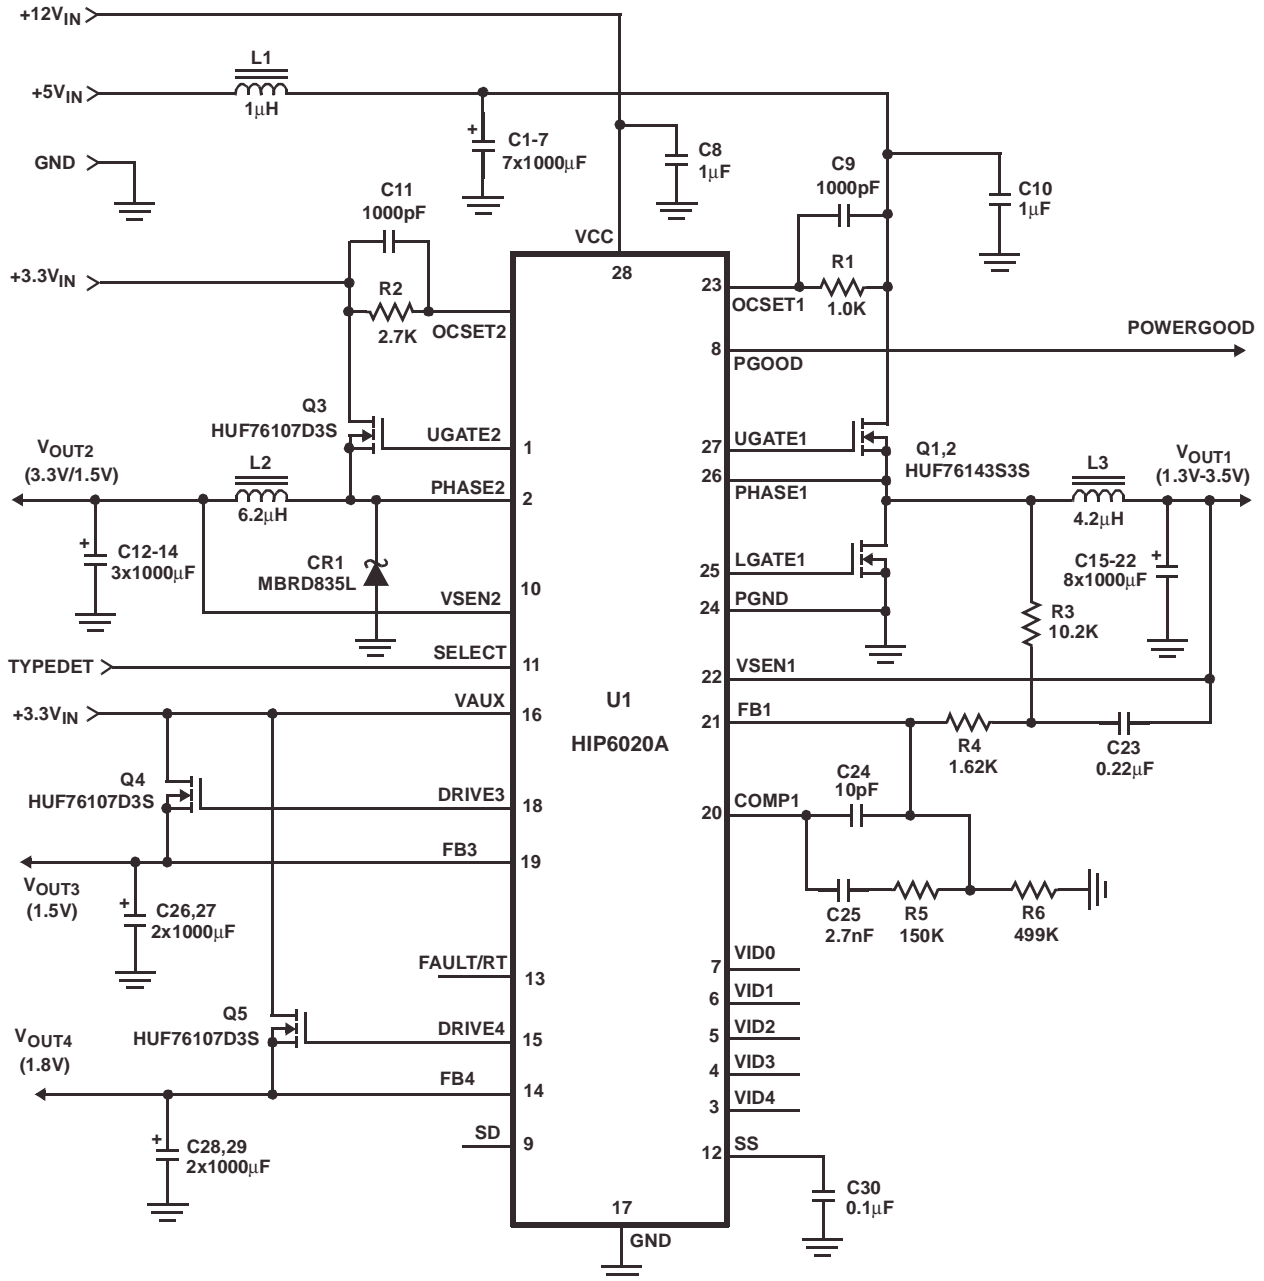 +12VIN
L1
+5VIN
1µH
+
C1-7
7x1000µF
GND
C8
1µF
C9
1000pF
C10
1µF
C11
1000pF
VCC
28
+3.3VIN
R2
2.7K
OCSET2
23
OCSET1
R1
1.0K
POWERGOOD
8
PGOOD
Q3
HUF76107D3S
UGATE2
1
27
UGATE1
Q1,2
HUF76143S3S
VOUT2
(3.3V/1.5V)
L2
6.2µH
PHASE2
2
26
PHASE1
L3
4.2µH
VOUT1
(1.3V-3.5V)
+
C12-14
3x1000µF
CR1
MBRD835L
10
VSEN2
25
LGATE1
24
PGND
C15-22
8x1000µF
+
R3
10.2K
TYPEDET
SELECT
11
22
VSEN1
+3.3VIN
VAUX
16
U1
HIP6020A
21
FB1
R4
1.62K
C23
0.22µF
Q4
HUF76107D3S
DRIVE3
18
20
COMP1
C24
10pF
FB3
19
VOUT3
(1.5V)
+
C26,27
2x1000µF
C25
2.7nF
R5
150K
R6
499K
FAULT/RT
13
7
VID0
6
VID1
Q5
HUF76107D3S
DRIVE4
15
5
VID2
VOUT4
(1.8V)
FB4
14
4
VID3
3
VID4
SD
9
12
SS
+
C28,29
2x1000µF
C30
0.1µF
17
GND